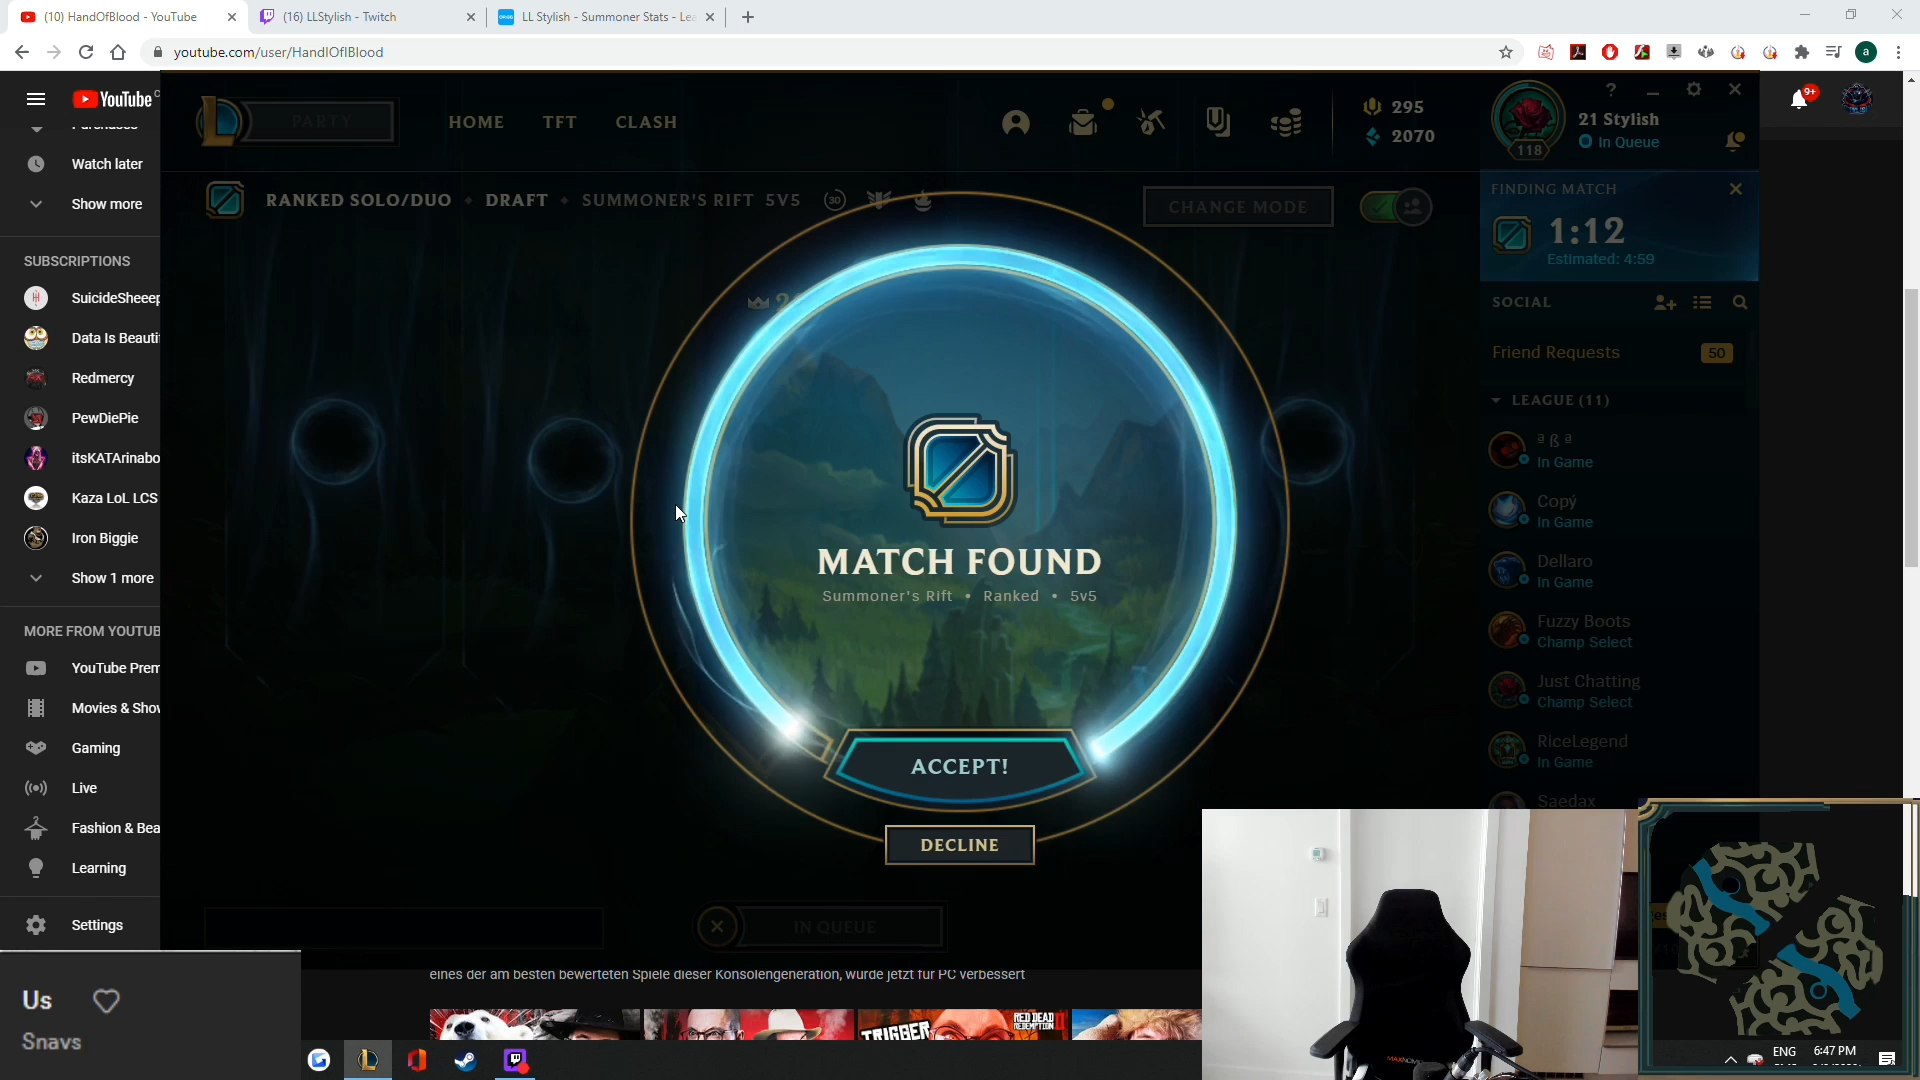 (10) HandOfBlood - YouTube
(16) LLStylish - Twitch
LL Stylish - Summoner Stats - Lea
youtube.com/user/HandIOfIBlood
a
YouTube
C
PARTY
HOME
TFT
CLASH
295
2070
118
21 Stylish
In Queue
9+
Watch later
Show more
RANKED SOLO/DUO • DRAFT • SUMMONER'S RIFT 5V5
30
CHANGE MODE
FINDING MATCH
1:12
Estimated: 4:59
SUBSCRIPTIONS
SuicideSheeep
Data Is Beauti
Redmercy
PewDiePie
itsKATArinabo
Kaza LoL LCS
Iron Biggie
Show 1 more
SOCIAL
Friend Requests
50
LEAGUE (11)
ª ß ª
In Game
Copý
In Game
Dellaro
In Game
Fuzzy Boots
Champ Select
Just Chatting
Champ Select
RiceLegend
In Game
Saedax
MATCH FOUND
Summoner's Rift • Ranked • 5v5
ACCEPT!
DECLINE
IN QUEUE
MORE FROM YOUTUB
YouTube Prem
Movies & Show
Gaming
Live
Fashion & Bea
Learning
Settings
eines der am besten bewerteten Spiele dieser Konsolengeneration, wurde jetzt für PC verbessert
Us
Snavs
TRIGGER
RED DEAD
REDEMPTION II
MAXNOMIC
ENG
6:47 PM